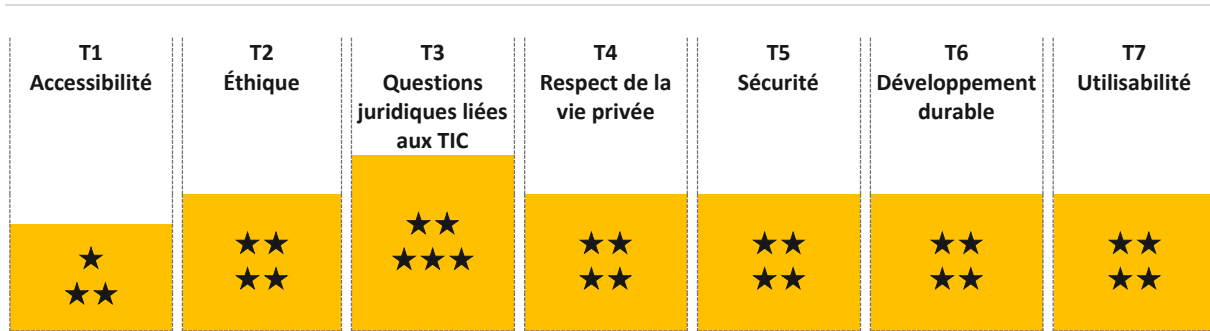 T1
Accessibilité
T2
Éthique
T3
Questions
juridiques liées
aux TIC
T4
Respect de la
vie privée
T5
Sécurité
T6
Développement
durable
T7
Utilisabilité